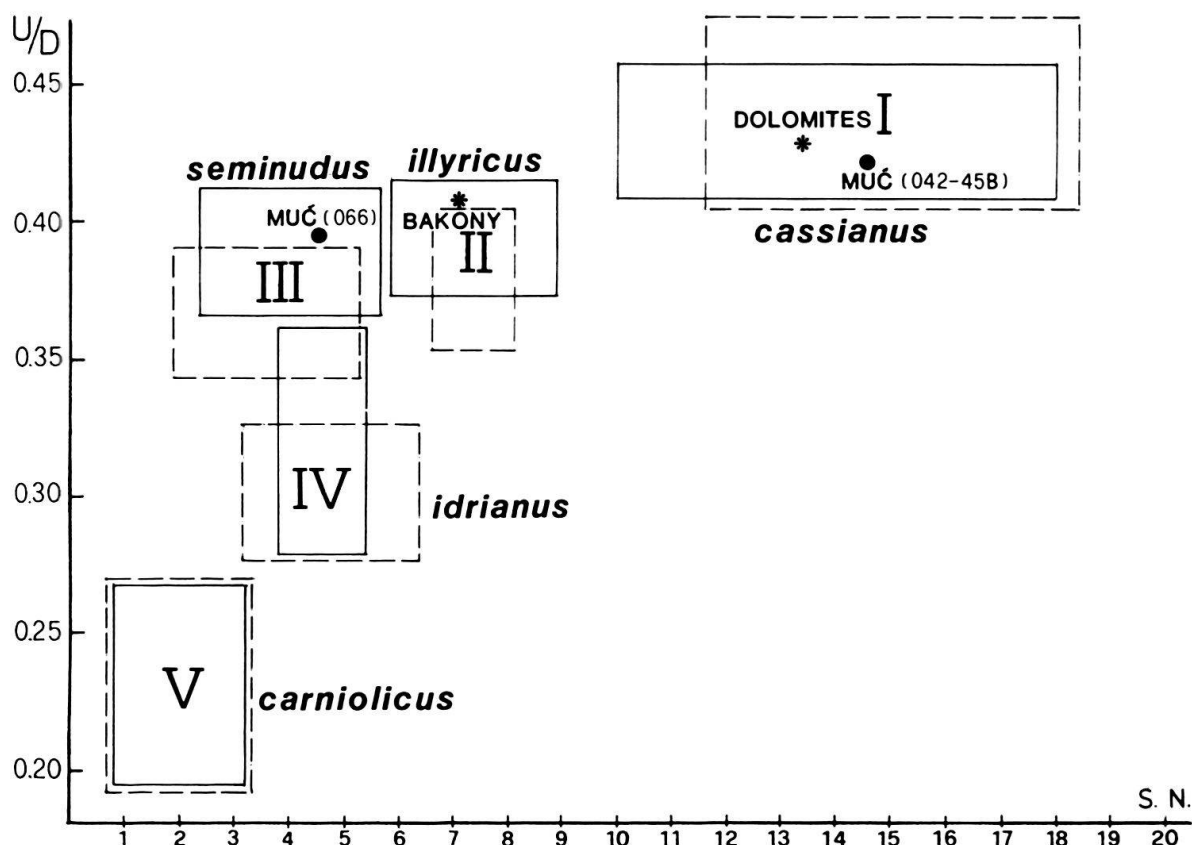 U/D
0.45
DOLOMITES I
MUĆ (042-45B)
cassianus
seminudus
illyricus
MUĆ (066)
BAKONY
0.40
III
II
0.35
IV
idrianus
0.30
0.25
V
carniolicus
0.20
S. N.
1 2 3 4 5 6 7 8 9 10 11 12 13 14 15 16 17 18 19 20